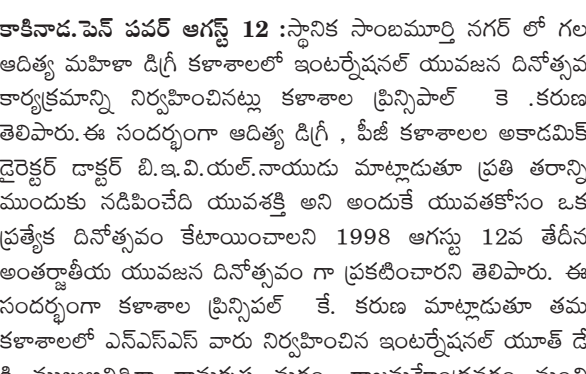 కాకినాడ.పెన్ పవర్ ఆగస్ట్ 12 :స్థానిక సాంబమూర్తి నగర్ లో గల
ఆదిత్య మహిళా డిగ్రీ కళాశాలలో ఇంటర్నేషనల్ యువజన దినోత్సవ
కార్యక్రమాన్ని నిర్వహించినట్లు కళాశాల ప్రిన్సిపాల్ కె .కరుణ
తెలిపారు.ఈ సందర్భంగా ఆదిత్య డిగ్రీ , పీజీ కళాశాలల అకాడమిక్
డైరెక్టర్ డాక్టర్ బి.ఇ.వి.యల్.నాయుడు మాట్లాడుతూ ప్రతి తరాన్ని
ముందుకు నడిపించేది యువశక్తి అని అందుకే యువతకోసం ఒక
ప్రత్యేక దినోత్సవం కేటాయించాలని 1998 ఆగస్టు 12వ తేదీన
అంతర్జాతీయ యువజన దినోత్సవం గా ప్రకటించారని తెలిపారు. ఈ
సందర్భంగా కళాశాల ప్రిన్సిపల్ కే. కరుణ మాట్లాడుతూ తమ
కళాశాలలో ఎన్ఎస్ఎస్ వారు నిర్వహించిన ఇంటర్నేషనల్ యూత్ డే